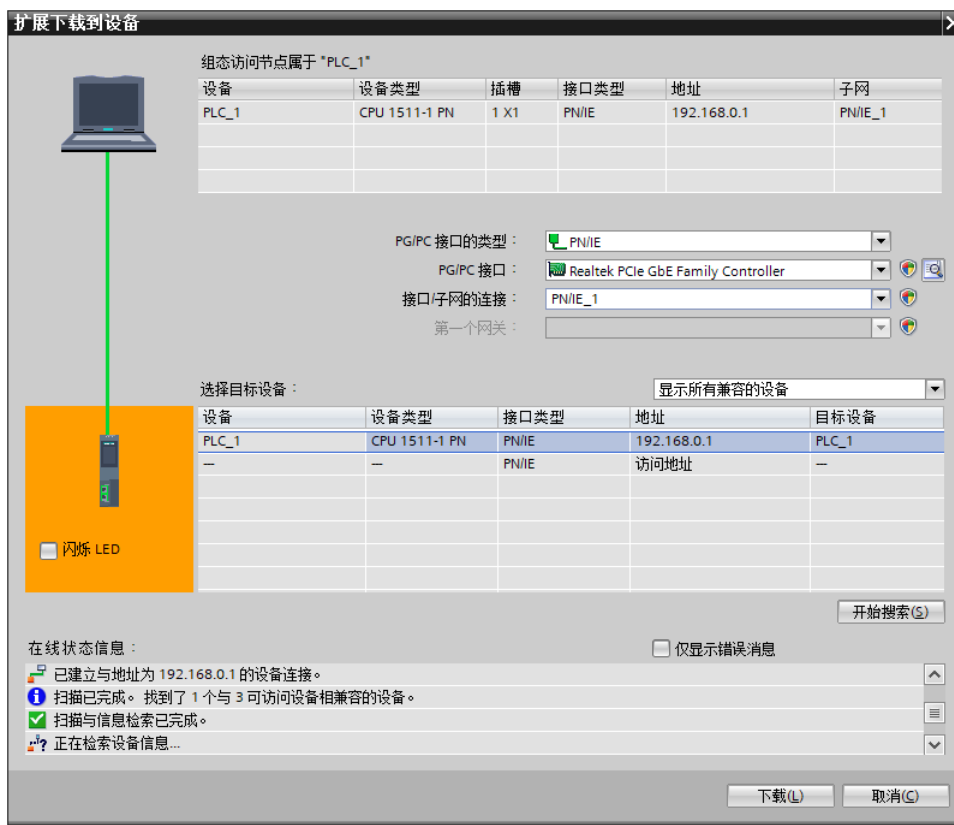 扩展下载到设备
组态访问节点属于 "PLC_1"
设备 设备类型 插槽 接口类型 地址 子网
PLC_1 CPU 1511-1 PN 1 X1 PN/IE 192.168.0.1 PN/IE_1
PG/PC 接口的类型： PN/IE
PG/PC 接口： Realtek PCIe GbE Family Controller
接口/子网的连接： PN/IE_1
第一个网关：
选择目标设备： 显示所有兼容的设备
设备 设备类型 接口类型 地址 目标设备
PLC_1 CPU 1511-1 PN PN/IE 192.168.0.1 PLC_1
— — PN/IE 访问地址 —
闪烁 LED
开始搜索(S)
在线状态信息： 仅显示错误消息
已建立与地址为 192.168.0.1 的设备连接。
扫描已完成。 找到了 1 个与 3 可访问设备相兼容的设备。
扫描与信息检索已完成。
正在检索设备信息...
下载(L) 取消(C)